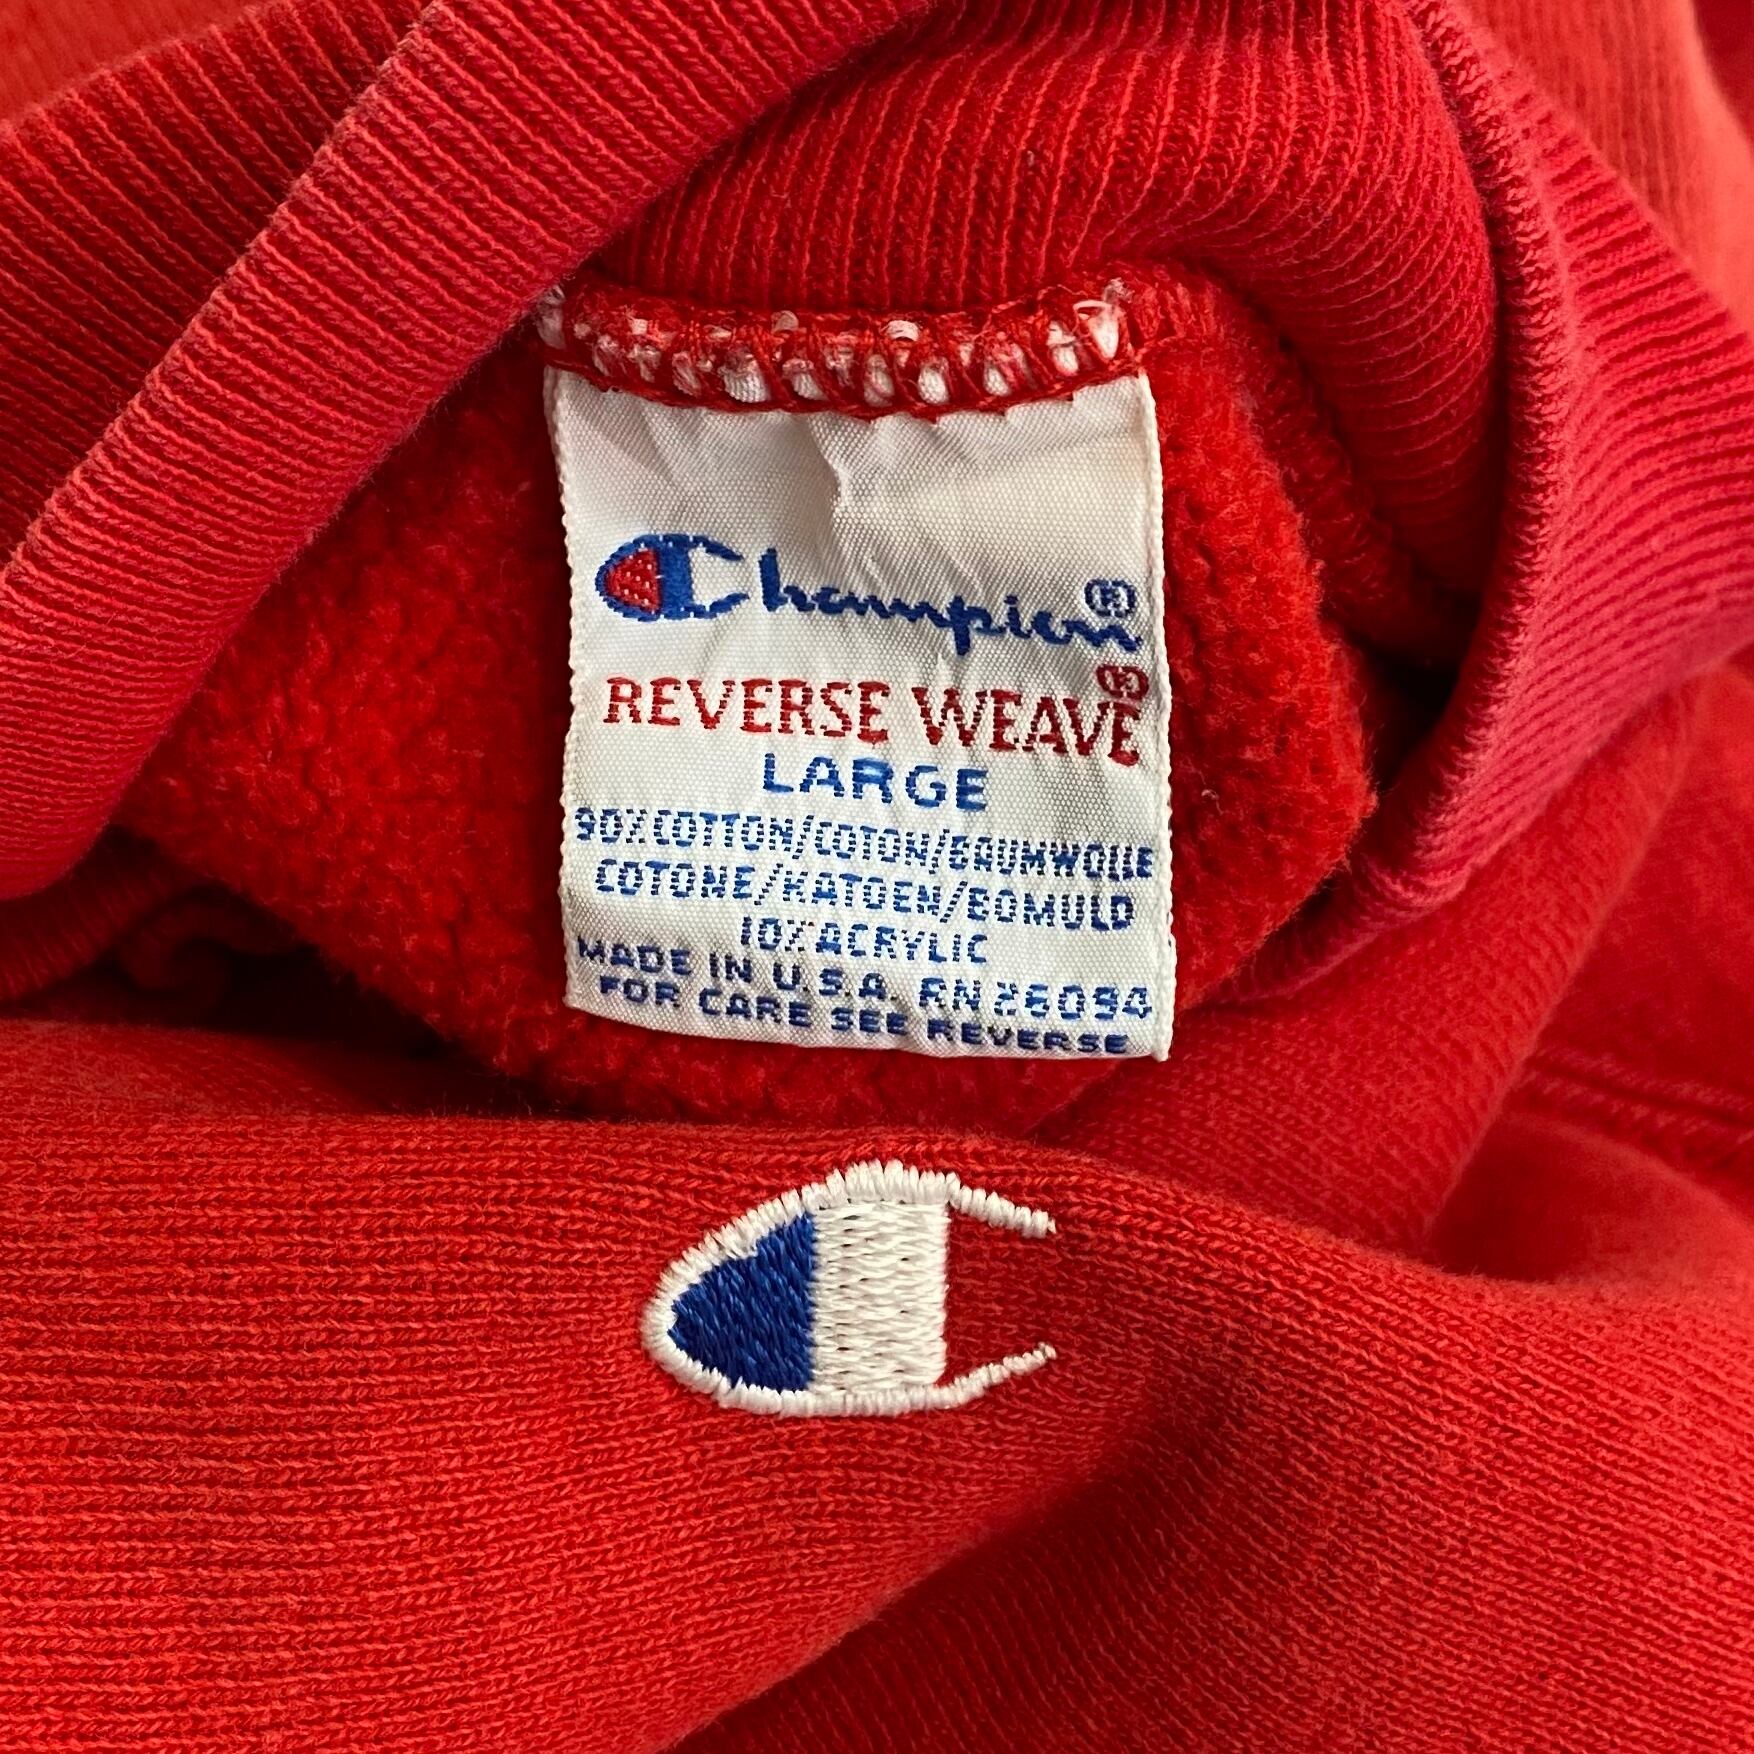 Champion®
REVERSE WEAVE®
LARGE
90%COTTON/COTON/BAUMWOLLE
COTONE/KATOEN/BOMULD
10%ACRYLIC
MADE IN U.S.A. RN 26094
FOR CARE SEE REVERSE